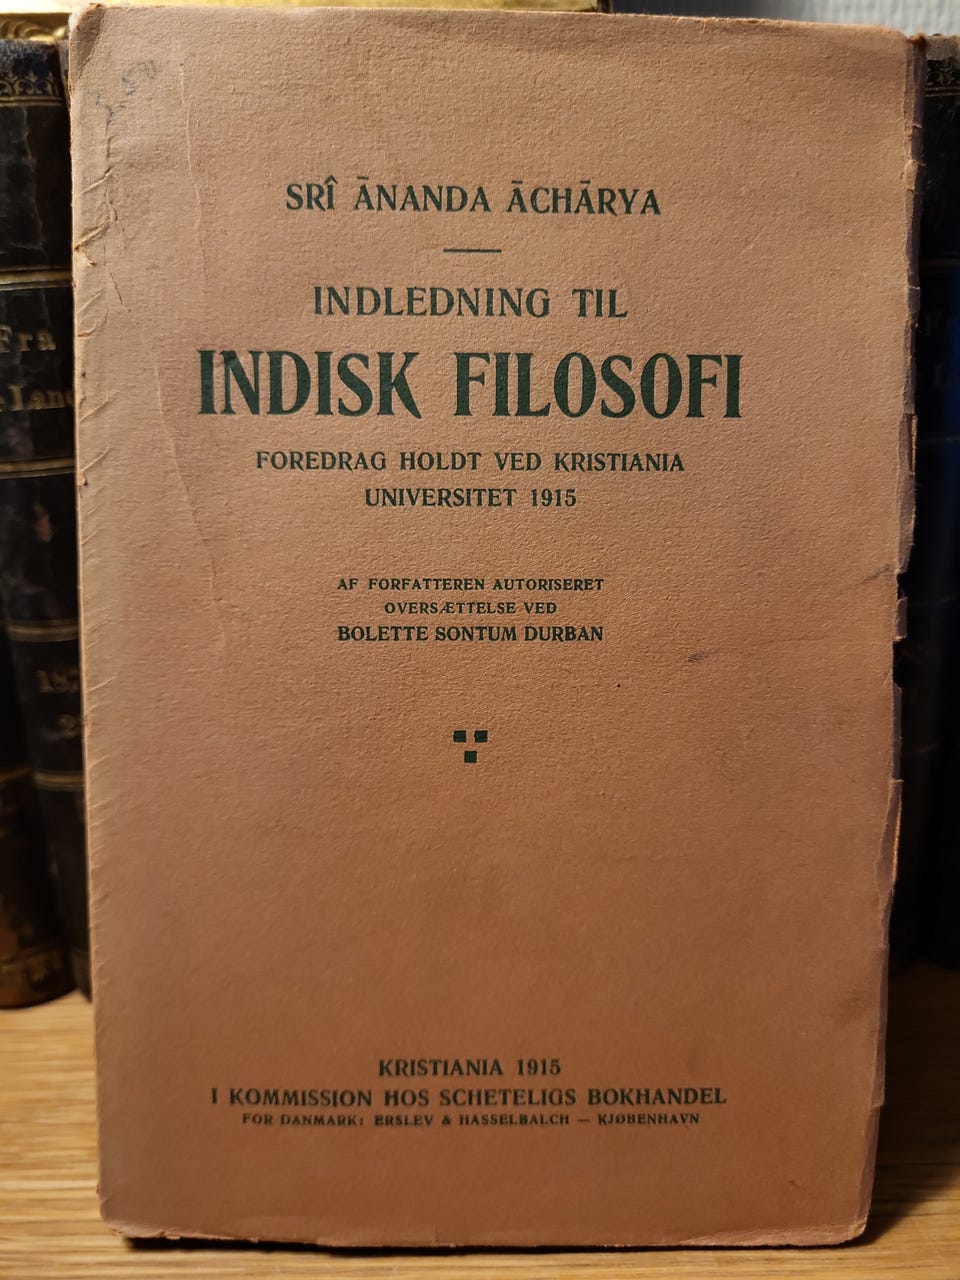 SRÎ ĀNANDA ĀCHĀRYA
INDLEDNING TIL
INDISK FILOSOFI
FOREDRAG HOLDT VED KRISTIANIA
UNIVERSITET 1915
AF FORFATTEREN AUTORISERET
OVERSÆTTELSE VED
BOLETTE SONTUM DURBAN
KRISTIANIA 1915
I KOMMISSION HOS SCHETELIGS BOKHANDEL
FOR DANMARK: ERSLEV & HASSELBALCH — KJØBENHAVN
Fra